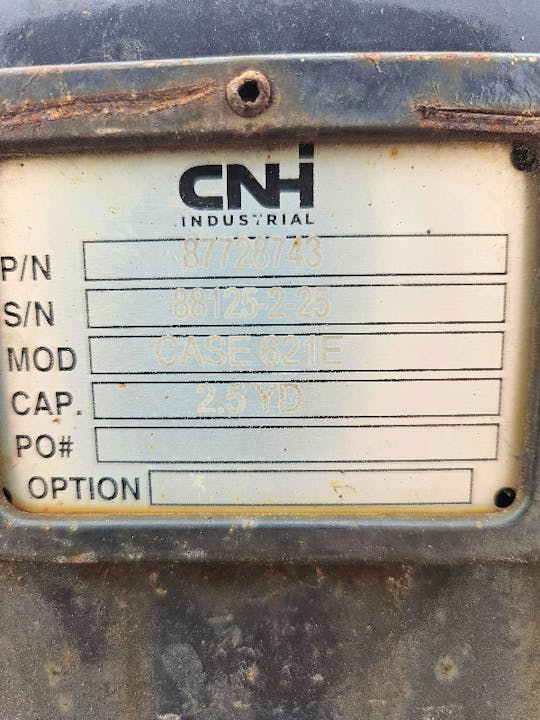 CNH
INDUSTRIAL
P/N 87728743
S/N 88125-2-25
MOD CASE 621E
CAP. 2.5 YD
PO#
OPTION